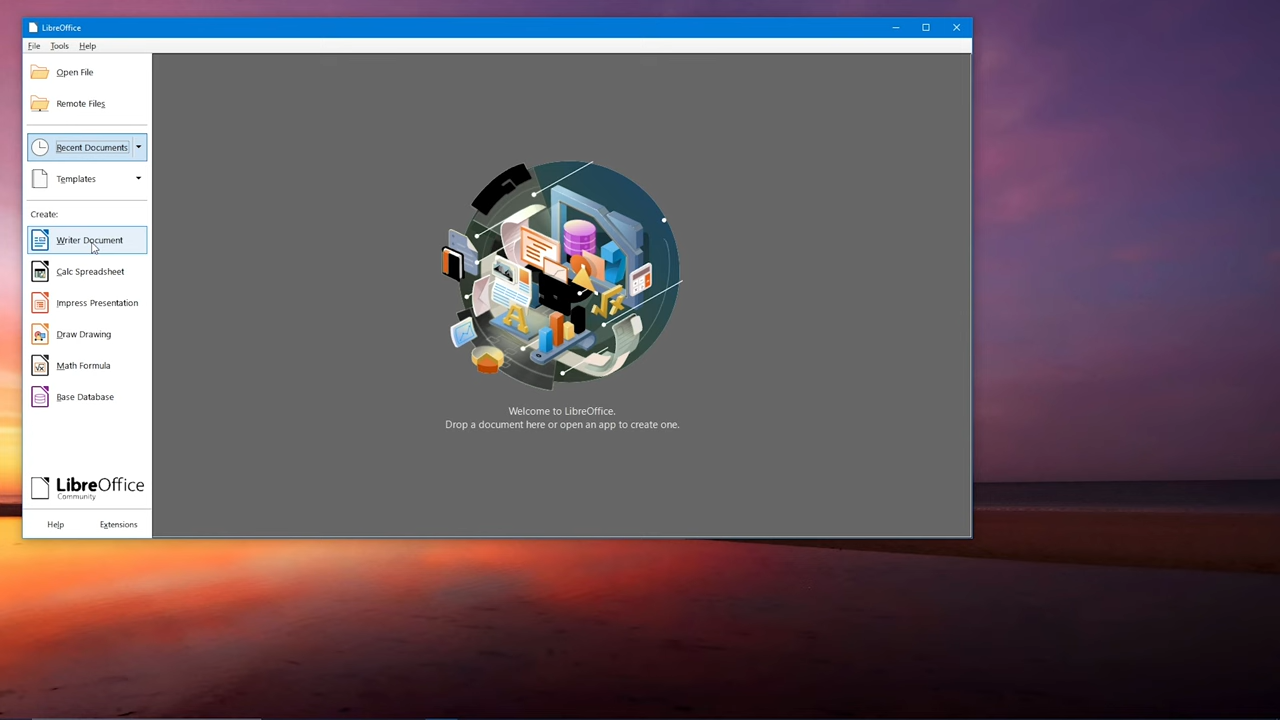 LibreOffice
File Tools Help
Open File
Remote Files
Recent Documents
Templates
Create:
Writer Document
Calc Spreadsheet
Impress Presentation
Draw Drawing
Math Formula
Base Database
LibreOffice
Community
Help Extensions
Welcome to LibreOffice.
Drop a document here or open an app to create one.